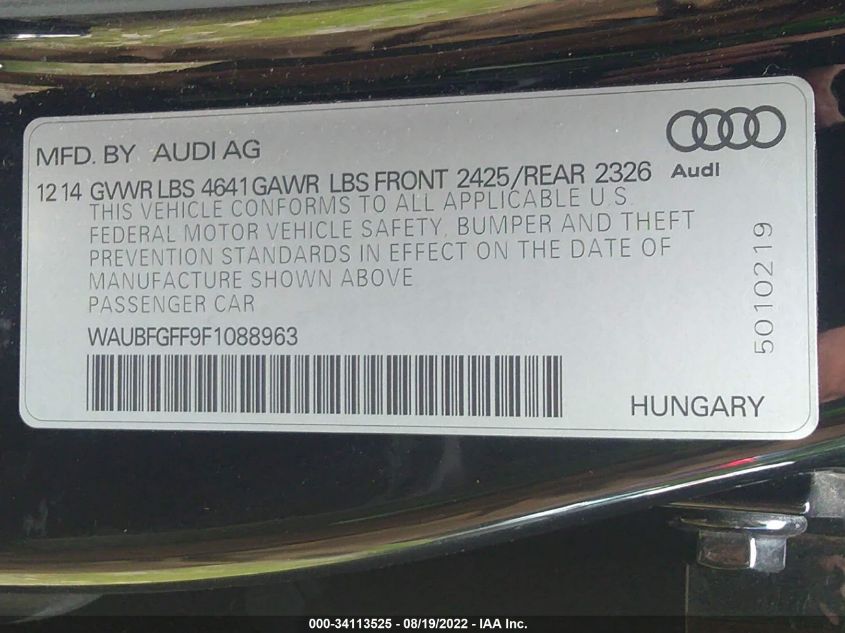 MFD. BY AUDI AG
12 14 GVWR LBS 4641 GAWR LBS FRONT 2425/REAR 2326
Audi
THIS VEHICLE CONFORMS TO ALL APPLICABLE U S
FEDERAL MOTOR VEHICLE SAFETY, BUMPER AND THEFT
PREVENTION STANDARDS IN EFFECT ON THE DATE OF
MANUFACTURE SHOWN ABOVE
PASSENGER CAR
WAUBFGFF9F1088963
5010219
HUNGARY
000-34113525 - 08/19/2022 - IAA Inc.